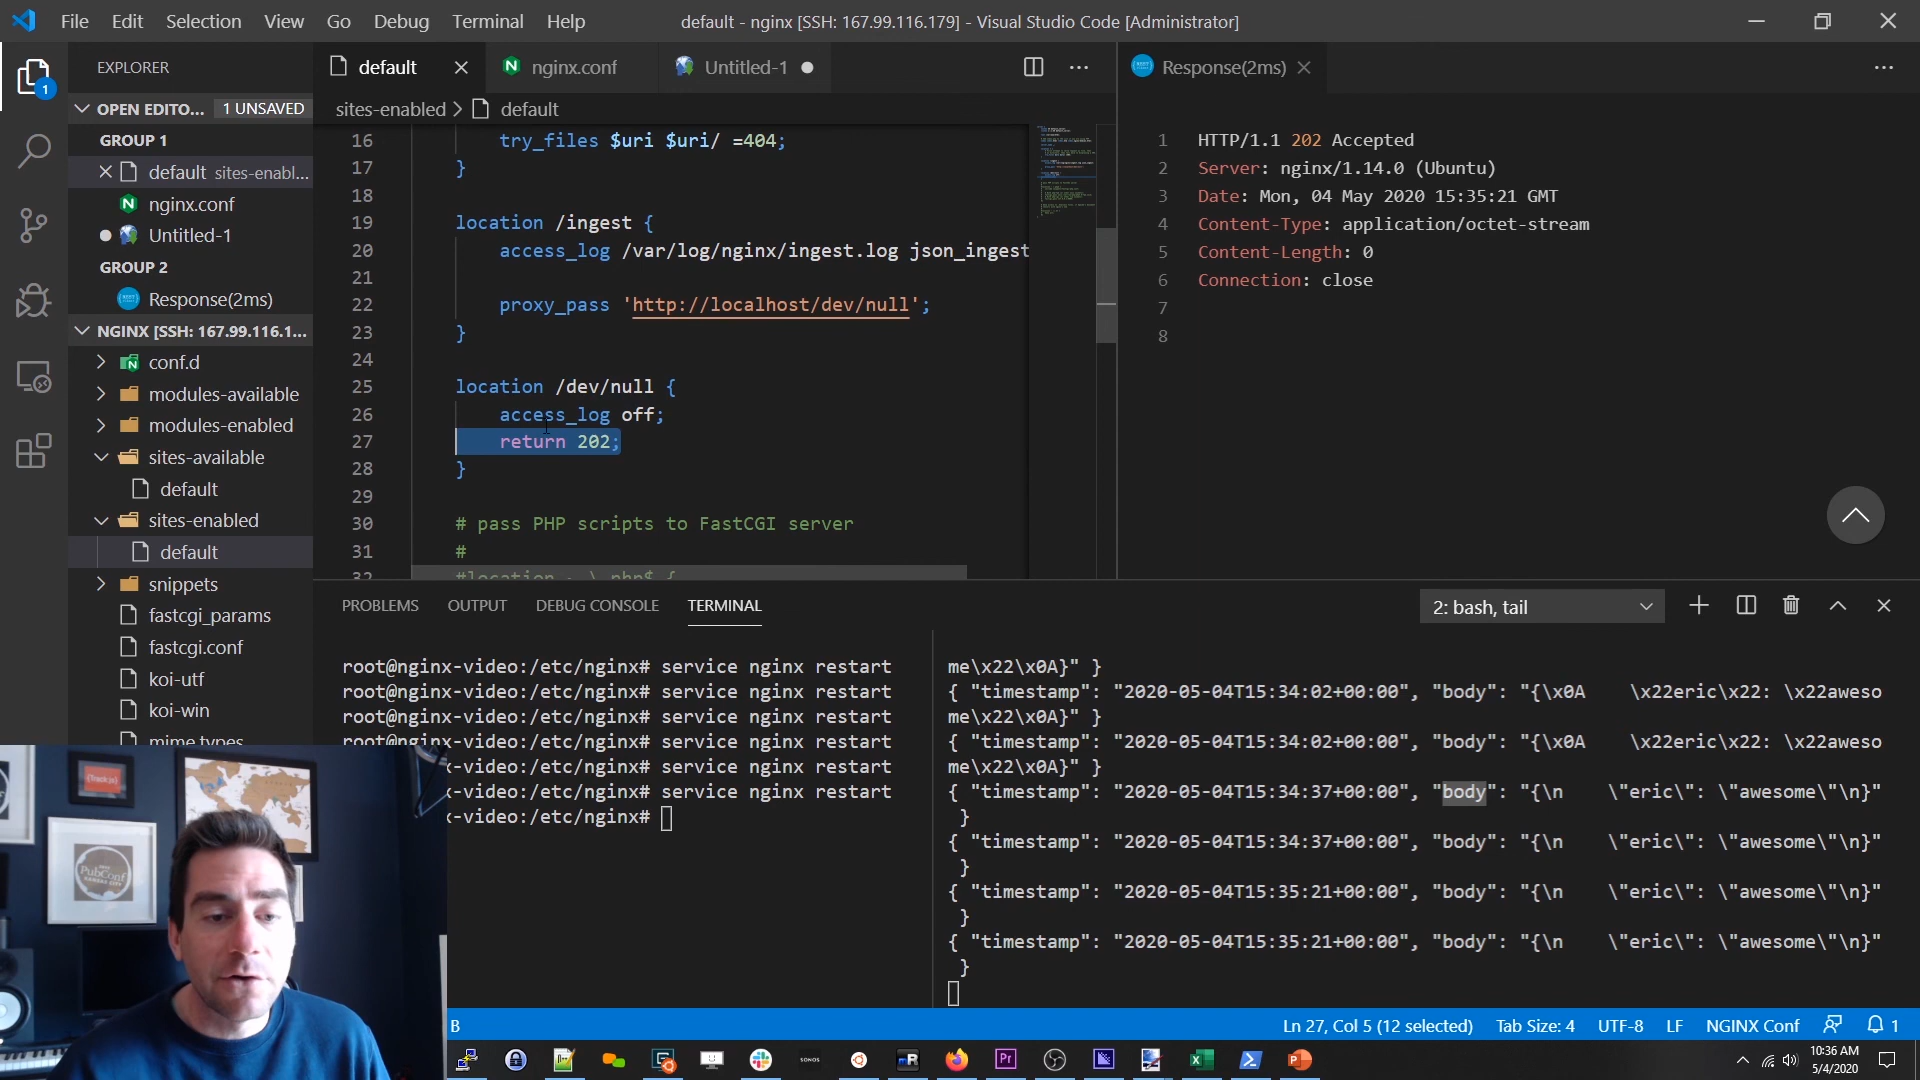 File Edit Selection View Go Debug Terminal Help
default - nginx [SSH: 167.99.116.179] - Visual Studio Code [Administrator]
EXPLORER
OPEN EDITO... 1 UNSAVED
GROUP 1
default sites-enabl...
nginx.conf
Untitled-1
GROUP 2
Response(2ms)
NGINX [SSH: 167.99.116.1...
conf.d
modules-available
modules-enabled
sites-available
default
sites-enabled
default
snippets
fastcgi_params
fastcgi.conf
koi-utf
koi-win
mime.types
default
nginx.conf
Untitled-1
sites-enabled > default
16 try_files $uri $uri/ =404;
17 }
18
19 location /ingest {
20 access_log /var/log/nginx/ingest.log json_ingest
21
22 proxy_pass 'http://localhost/dev/null';
23 }
24
25 location /dev/null {
26 access_log off;
27 return 202;
28 }
29
30 # pass PHP scripts to FastCGI server
31 #
32 #location ~ \.php$ {
Response(2ms)
1 HTTP/1.1 202 Accepted
2 Server: nginx/1.14.0 (Ubuntu)
3 Date: Mon, 04 May 2020 15:35:21 GMT
4 Content-Type: application/octet-stream
5 Content-Length: 0
6 Connection: close
7
8
PROBLEMS OUTPUT DEBUG CONSOLE TERMINAL
2: bash, tail
root@nginx-video:/etc/nginx# service nginx restart
root@nginx-video:/etc/nginx# service nginx restart
root@nginx-video:/etc/nginx# service nginx restart
root@nginx-video:/etc/nginx# service nginx restart
x-video:/etc/nginx# service nginx restart
x-video:/etc/nginx# service nginx restart
x-video:/etc/nginx#
me\x22\x0A}" }
{ "timestamp": "2020-05-04T15:34:02+00:00", "body": "{\x0A    \x22eric\x22: \x22aweso
me\x22\x0A}" }
{ "timestamp": "2020-05-04T15:34:02+00:00", "body": "{\x0A    \x22eric\x22: \x22aweso
me\x22\x0A}" }
{ "timestamp": "2020-05-04T15:34:37+00:00", "body": "{\n    \"eric\": \"awesome\"\n}"
}
{ "timestamp": "2020-05-04T15:34:37+00:00", "body": "{\n    \"eric\": \"awesome\"\n}"
}
{ "timestamp": "2020-05-04T15:35:21+00:00", "body": "{\n    \"eric\": \"awesome\"\n}"
}
{ "timestamp": "2020-05-04T15:35:21+00:00", "body": "{\n    \"eric\": \"awesome\"\n}"
}
{Track:js}
PubConf
KANSAS CITY
B
Ln 27, Col 5 (12 selected) Tab Size: 4 UTF-8 LF NGINX Conf 1
SONOS
Pr
10:36 AM
5/4/2020